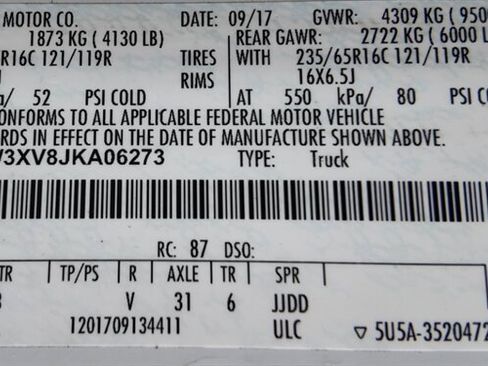 MOTOR CO. DATE: 09/17 GVWR: 4309 KG ( 950
1873 KG ( 4130 LB) REAR GAWR: 2722 KG ( 6000 L
R16C 121/119R TIRES WITH 235/65R16C 121/119R
RIMS 16X6.5J
a/ 52 PSI COLD AT 550 kPa/ 80 PSI CO
ONFORMS TO ALL APPLICABLE FEDERAL MOTOR VEHICLE
RDS IN EFFECT ON THE DATE OF MANUFACTURE SHOWN ABOVE.
3XV8JKA06273 TYPE: Truck
RC: 87 DSO:
TR TP/PS R AXLE TR SPR
V 31 6 JJDD
1201709134411 ULC ▽ 5U5A-3520472